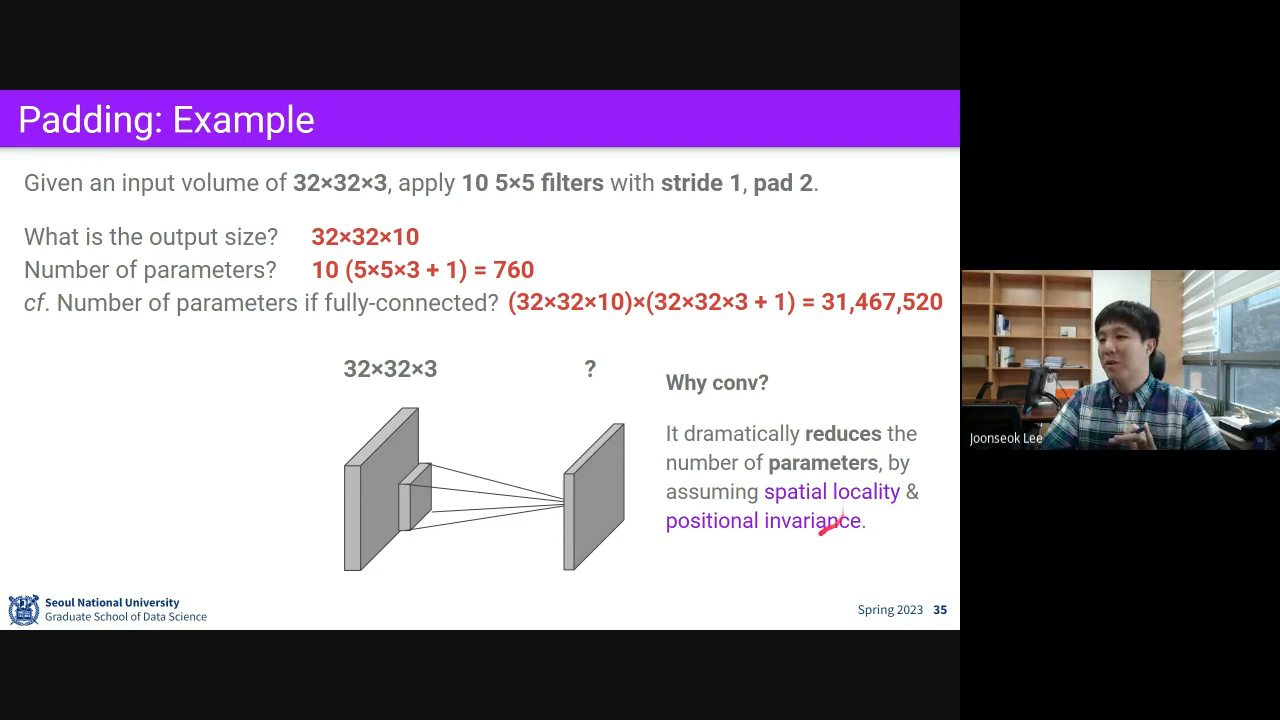 Padding: Example
Given an input volume of 32×32×3, apply 10 5×5 filters with stride 1, pad 2.
What is the output size? 32×32×10
Number of parameters? 10 (5×5×3 + 1) = 760
cf. Number of parameters if fully-connected? (32×32×10)×(32×32×3 + 1) = 31,467,520
32×32×3 ?
Why conv?
It dramatically reduces the
number of parameters, by
assuming spatial locality &
positional invariance.
Joonseok Lee
Seoul National University
Graduate School of Data Science
Spring 2023 35